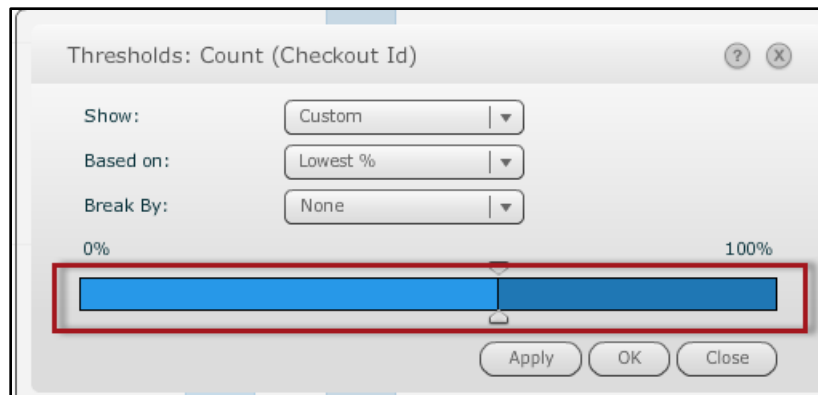 Thresholds: Count (Checkout Id) ? X
Show: Custom
Based on: Lowest %
Break By: None
0% 100%
Apply OK Close